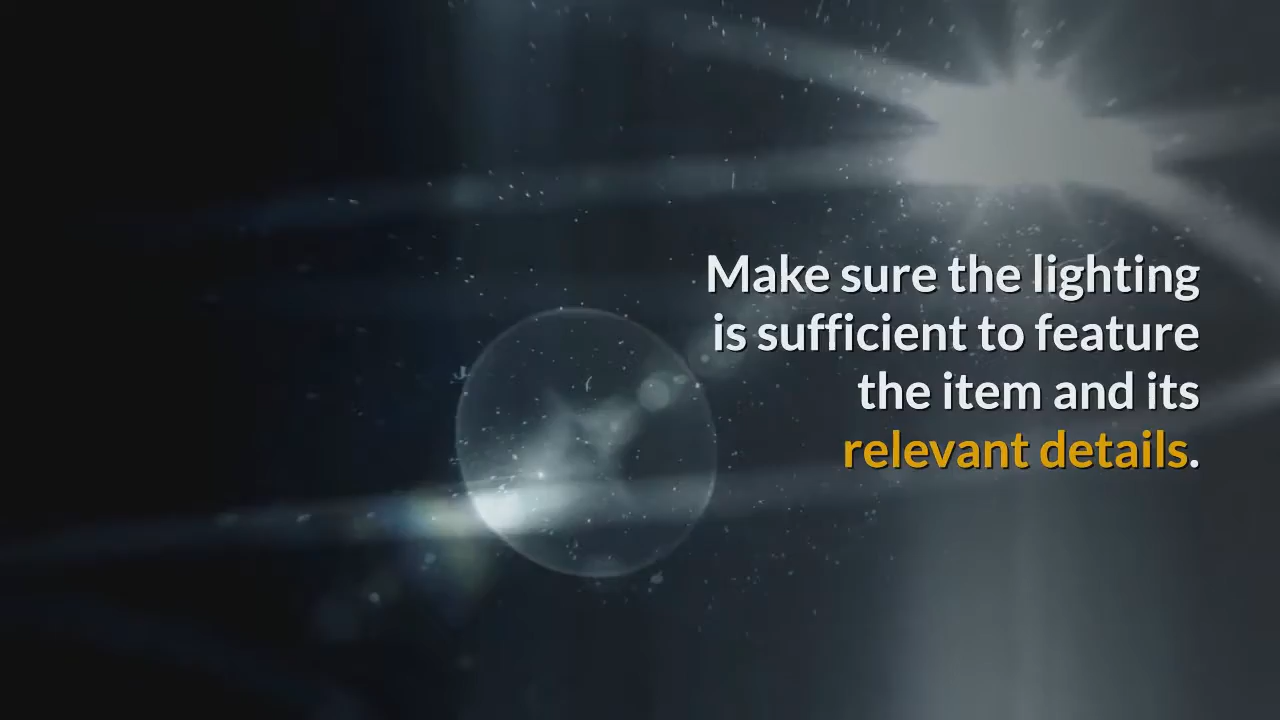 Make sure the lighting
is sufficient to feature
the item and its
relevant details.